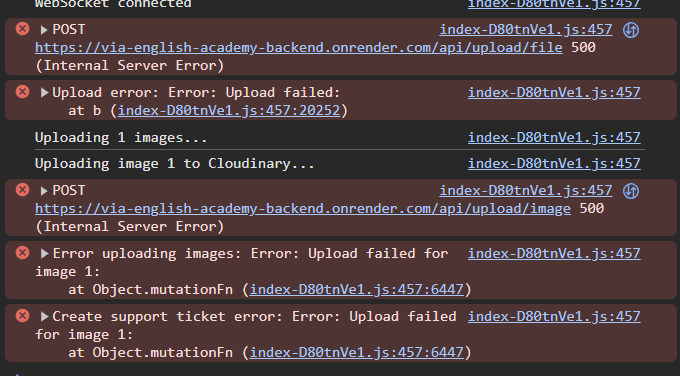 WebSocket connected
index-D80tnVe1.js:457
POST index-D80tnVe1.js:457
https://via-english-academy-backend.onrender.com/api/upload/file 500
(Internal Server Error)
Upload error: Error: Upload failed: index-D80tnVe1.js:457
at b (index-D80tnVe1.js:457:20252)
Uploading 1 images... index-D80tnVe1.js:457
Uploading image 1 to Cloudinary... index-D80tnVe1.js:457
POST index-D80tnVe1.js:457
https://via-english-academy-backend.onrender.com/api/upload/image 500
(Internal Server Error)
Error uploading images: Error: Upload failed for index-D80tnVe1.js:457
image 1:
at Object.mutationFn (index-D80tnVe1.js:457:6447)
Create support ticket error: Error: Upload failed index-D80tnVe1.js:457
for image 1:
at Object.mutationFn (index-D80tnVe1.js:457:6447)